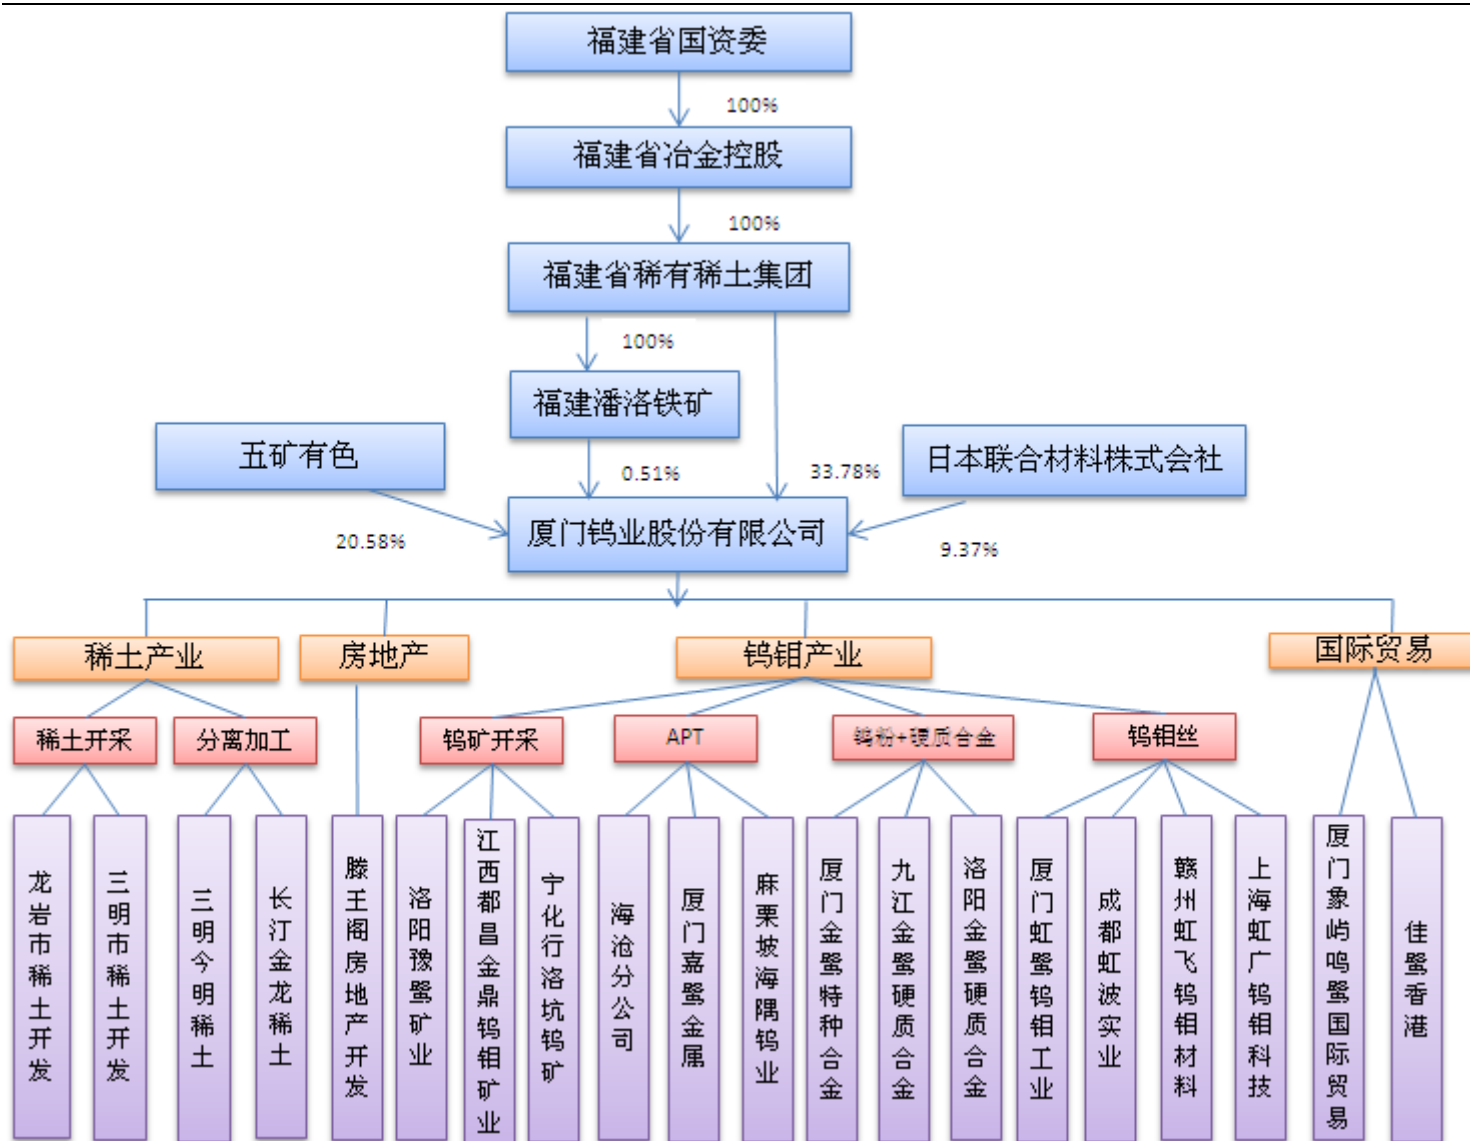 福建省国资委
100%
福建省冶金控股
100%
福建省稀有稀土集团
100%
福建潘洛铁矿
五矿有色
日本联合材料株式会社
0.51%
33.78%
厦门钨业股份有限公司
20.58%
9.37%
稀土产业
房地产
钨钼产业
国际贸易
稀土开采
分离加工
钨矿开采
APT
钨粉+硬质合金
钨钼丝
龙岩市稀土开发
三明市稀土开发
三明今明稀土
长汀金龙稀土
滕王阁房地产开发
洛阳豫鹭矿业
江西都昌金鼎钨钼矿业
宁化行洛坑钨矿
海沧分公司
厦门嘉鹭金属
麻栗坡海隅钨业
厦门金鹭特种合金
九江金鹭硬质合金
洛阳金鹭硬质合金
厦门虹鹭钨钼工业
成都虹波实业
赣州虹飞钨钼材料
上海虹广钨钼科技
厦门象屿鸣鹭国际贸易
佳鹭香港